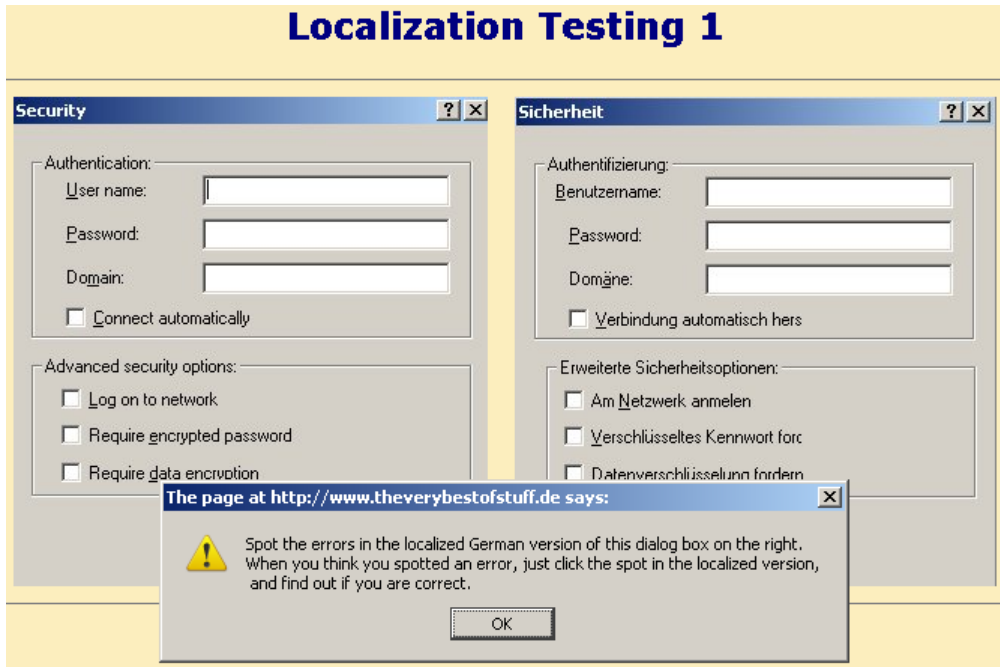 Localization Testing 1
Security
Authentication:
User name:
Password:
Domain:
Connect automatically
Advanced security options:
Log on to network
Require encrypted password
Require data encryption
Sicherheit
Authentifizierung:
Benutzername:
Password:
Domäne:
Verbindung automatisch hers
Erweiterte Sicherheitsoptionen:
Am Netzwerk anmelen
Verschlüsseltes Kennwort forc
Datenverschlüsselung fordern
The page at http://www.theverybestofstuff.de says:
Spot the errors in the localized German version of this dialog box on the right.
When you think you spotted an error, just click the spot in the localized version,
and find out if you are correct.
OK